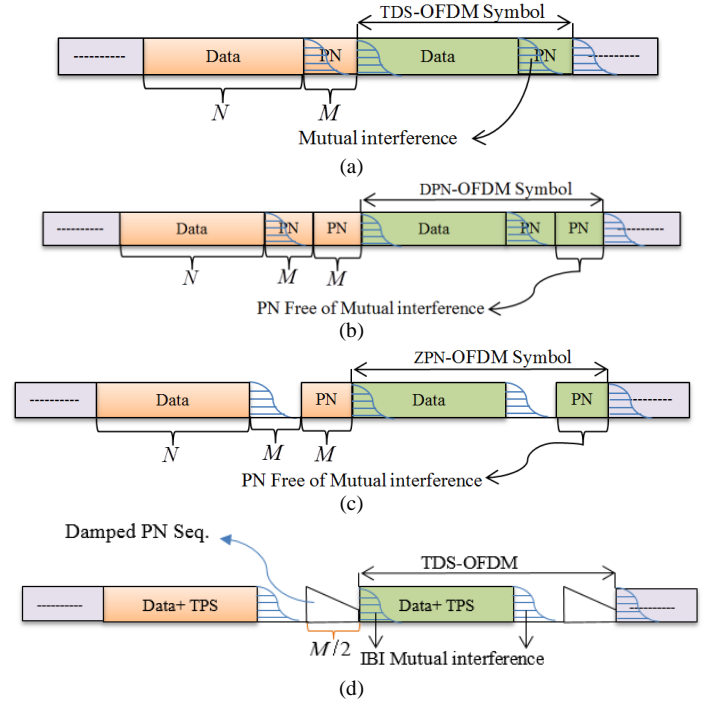 TDS-OFDM Symbol
---------- Data PN Data PN ----------
N M
Mutual interference
(a)
DPN-OFDM Symbol
---------- Data PN PN Data PN PN ----------
N M M
PN Free of Mutual interference
(b)
ZPN-OFDM Symbol
---------- Data PN Data PN ----------
N M M
PN Free of Mutual interference
(c)
Damped PN Seq.
TDS-OFDM
---------- Data+ TPS Data+ TPS ----------
M/2 IBI Mutual interference
(d)